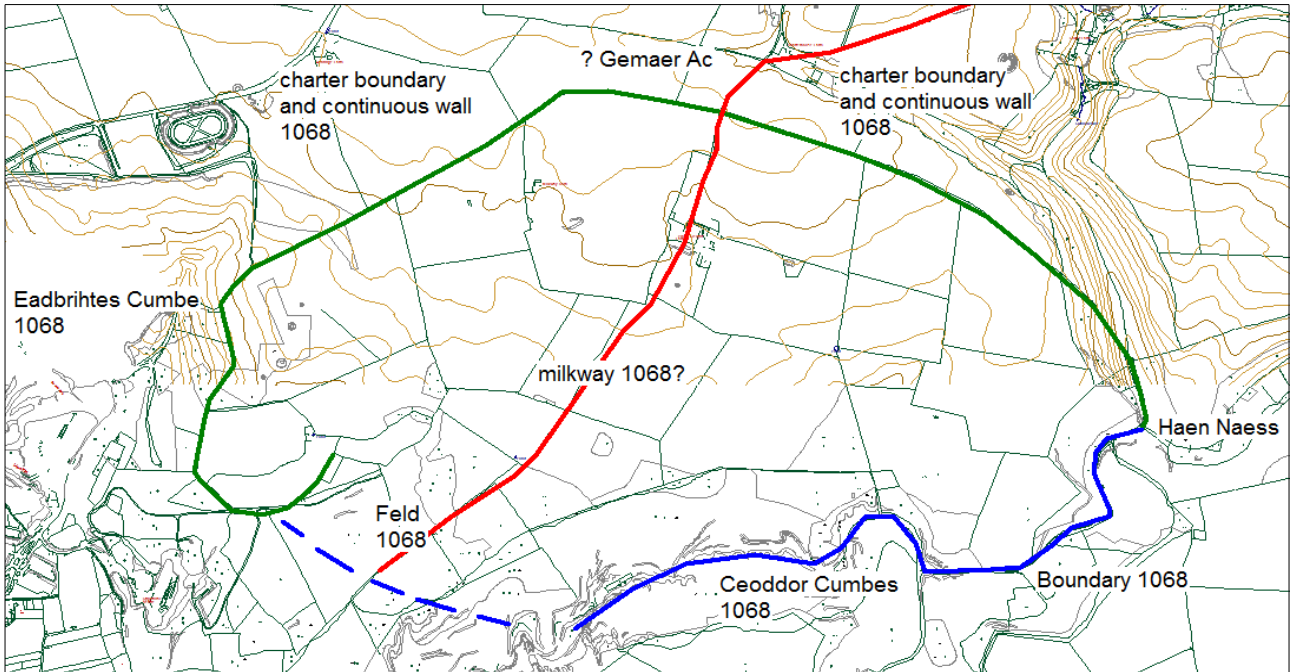 ? Gemaer Ac
charter boundary
and continuous wall
1068
charter boundary
and continuous wall
1068
Eadbrihtes Cumbe
1068
milkway 1068?
Haen Naess
Feld
1068
Ceoddor Cumbes
1068
Boundary 1068